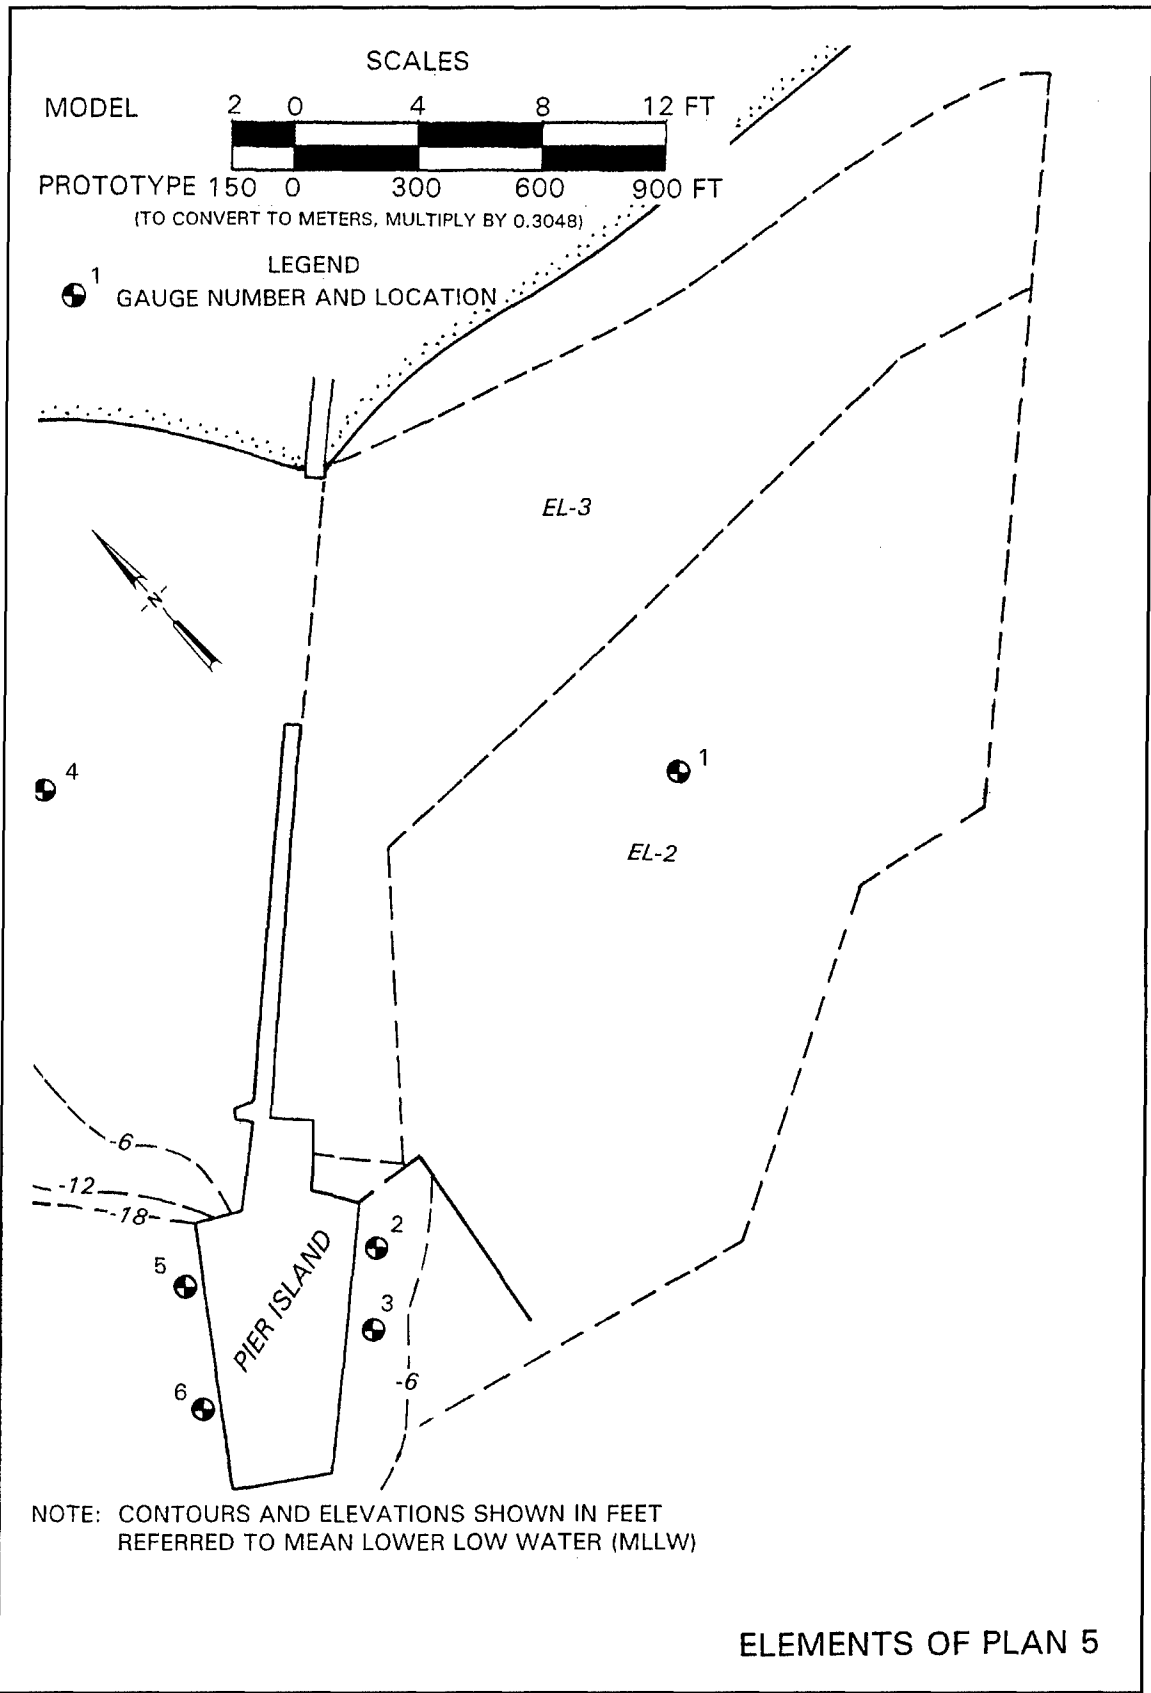 SCALES
MODEL 2 0 4 8 12 FT
PROTOTYPE 150 0 300 600 900 FT
(TO CONVERT TO METERS, MULTIPLY BY 0.3048)
LEGEND
1
GAUGE NUMBER AND LOCATION
EL-3
N
4
1
EL-2
-6
-12
-18
2
5
3
PIER ISLAND
-6
6
NOTE: CONTOURS AND ELEVATIONS SHOWN IN FEET
REFERRED TO MEAN LOWER LOW WATER (MLLW)
ELEMENTS OF PLAN 5